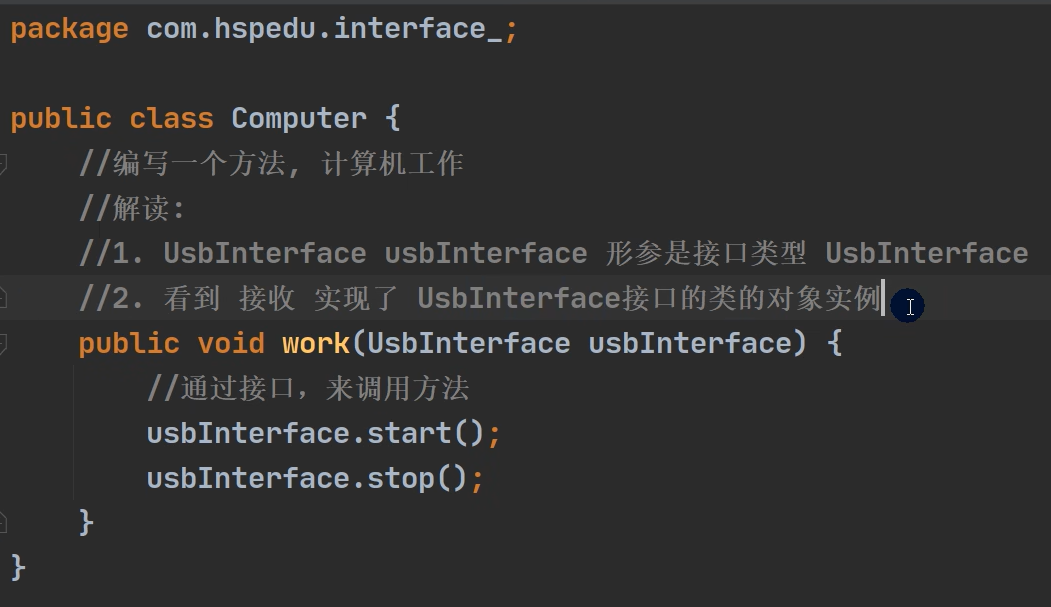 package com.hspedu.interface_;
public class Computer {
//编写一个方法, 计算机工作
//解读:
//1. UsbInterface usbInterface 形参是接口类型 UsbInterface
//2. 看到 接收 实现了 UsbInterface接口的类的对象实例
public void work(UsbInterface usbInterface) {
//通过接口，来调用方法
usbInterface.start();
usbInterface.stop();
}
}